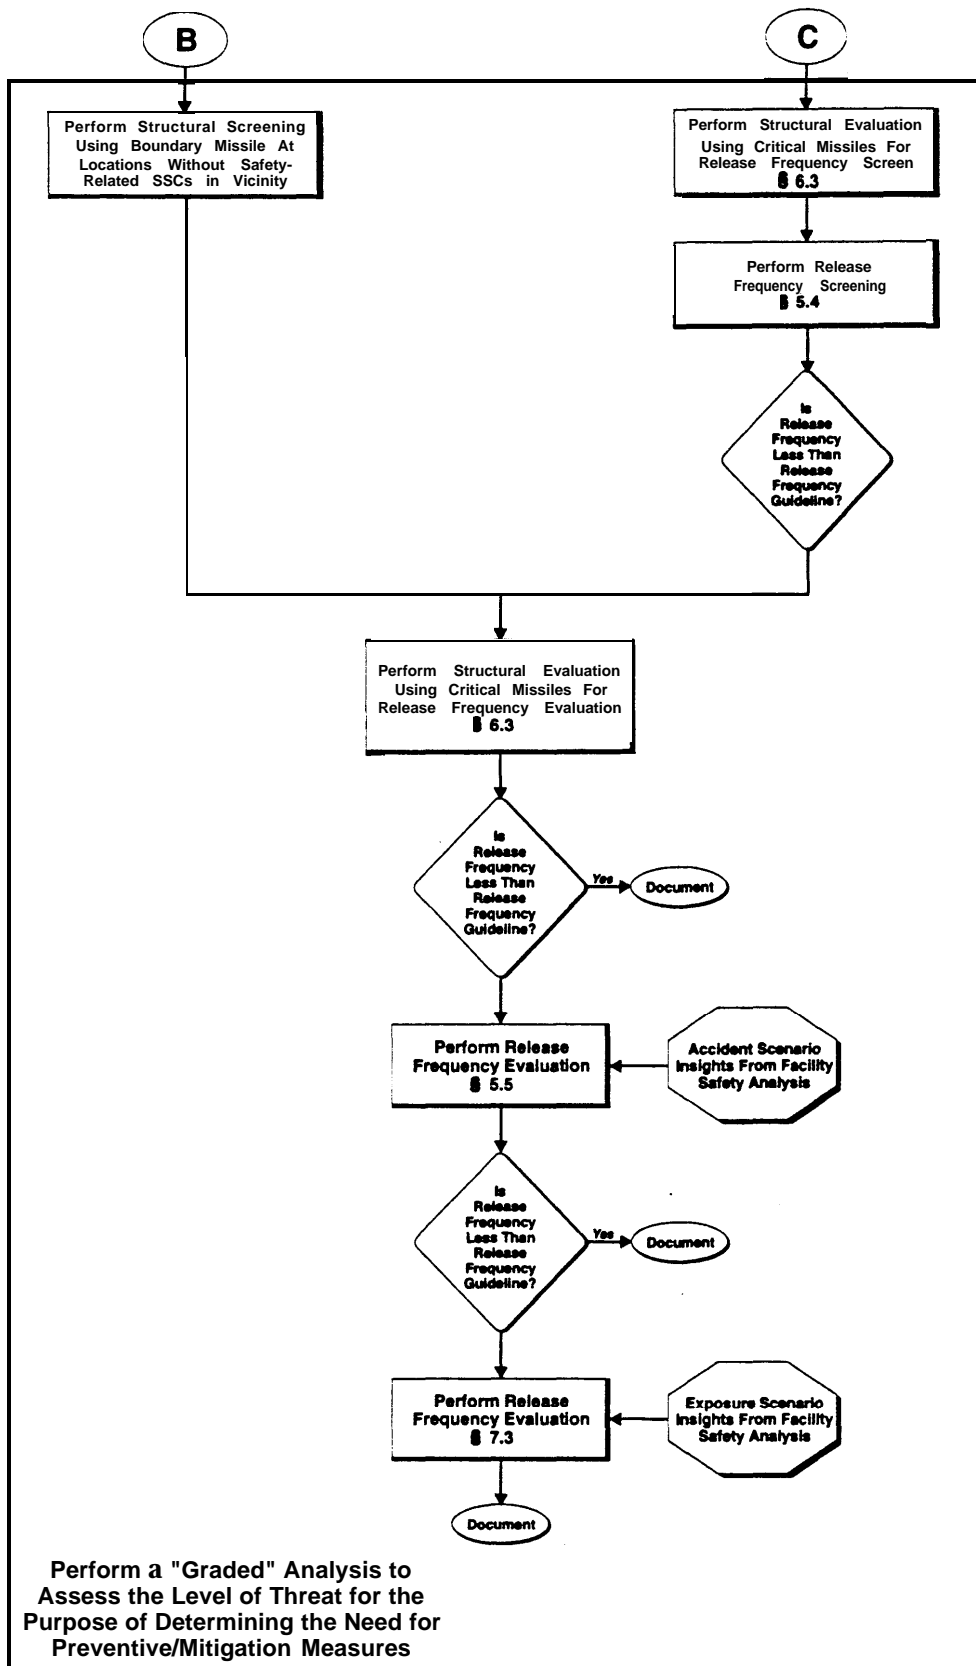 B
C
Perform Structural Screening
Using Boundary Missile At
Locations Without Safety-
Related SSCs in Vicinity
Perform Structural Evaluation
Using Critical Missiles For
Release Frequency Screen
§ 6.3
Perform Release
Frequency Screening
§ 5.4
Is
Release
Frequency
Less Than
Release
Frequency
Guideline?
Perform Structural Evaluation
Using Critical Missiles For
Release Frequency Evaluation
§ 6.3
Is
Release
Frequency
Less Than
Release
Frequency
Guideline?
Yes
Document
Perform Release
Frequency Evaluation
§ 5.5
Accident Scenario
Insights From Facility
Safety Analysis
Is
Release
Frequency
Less Than
Release
Frequency
Guideline?
Yes
Document
Perform Release
Frequency Evaluation
§ 7.3
Exposure Scenario
Insights From Facility
Safety Analysis
Document
Perform a "Graded" Analysis to
Assess the Level of Threat for the
Purpose of Determining the Need for
Preventive/Mitigation Measures